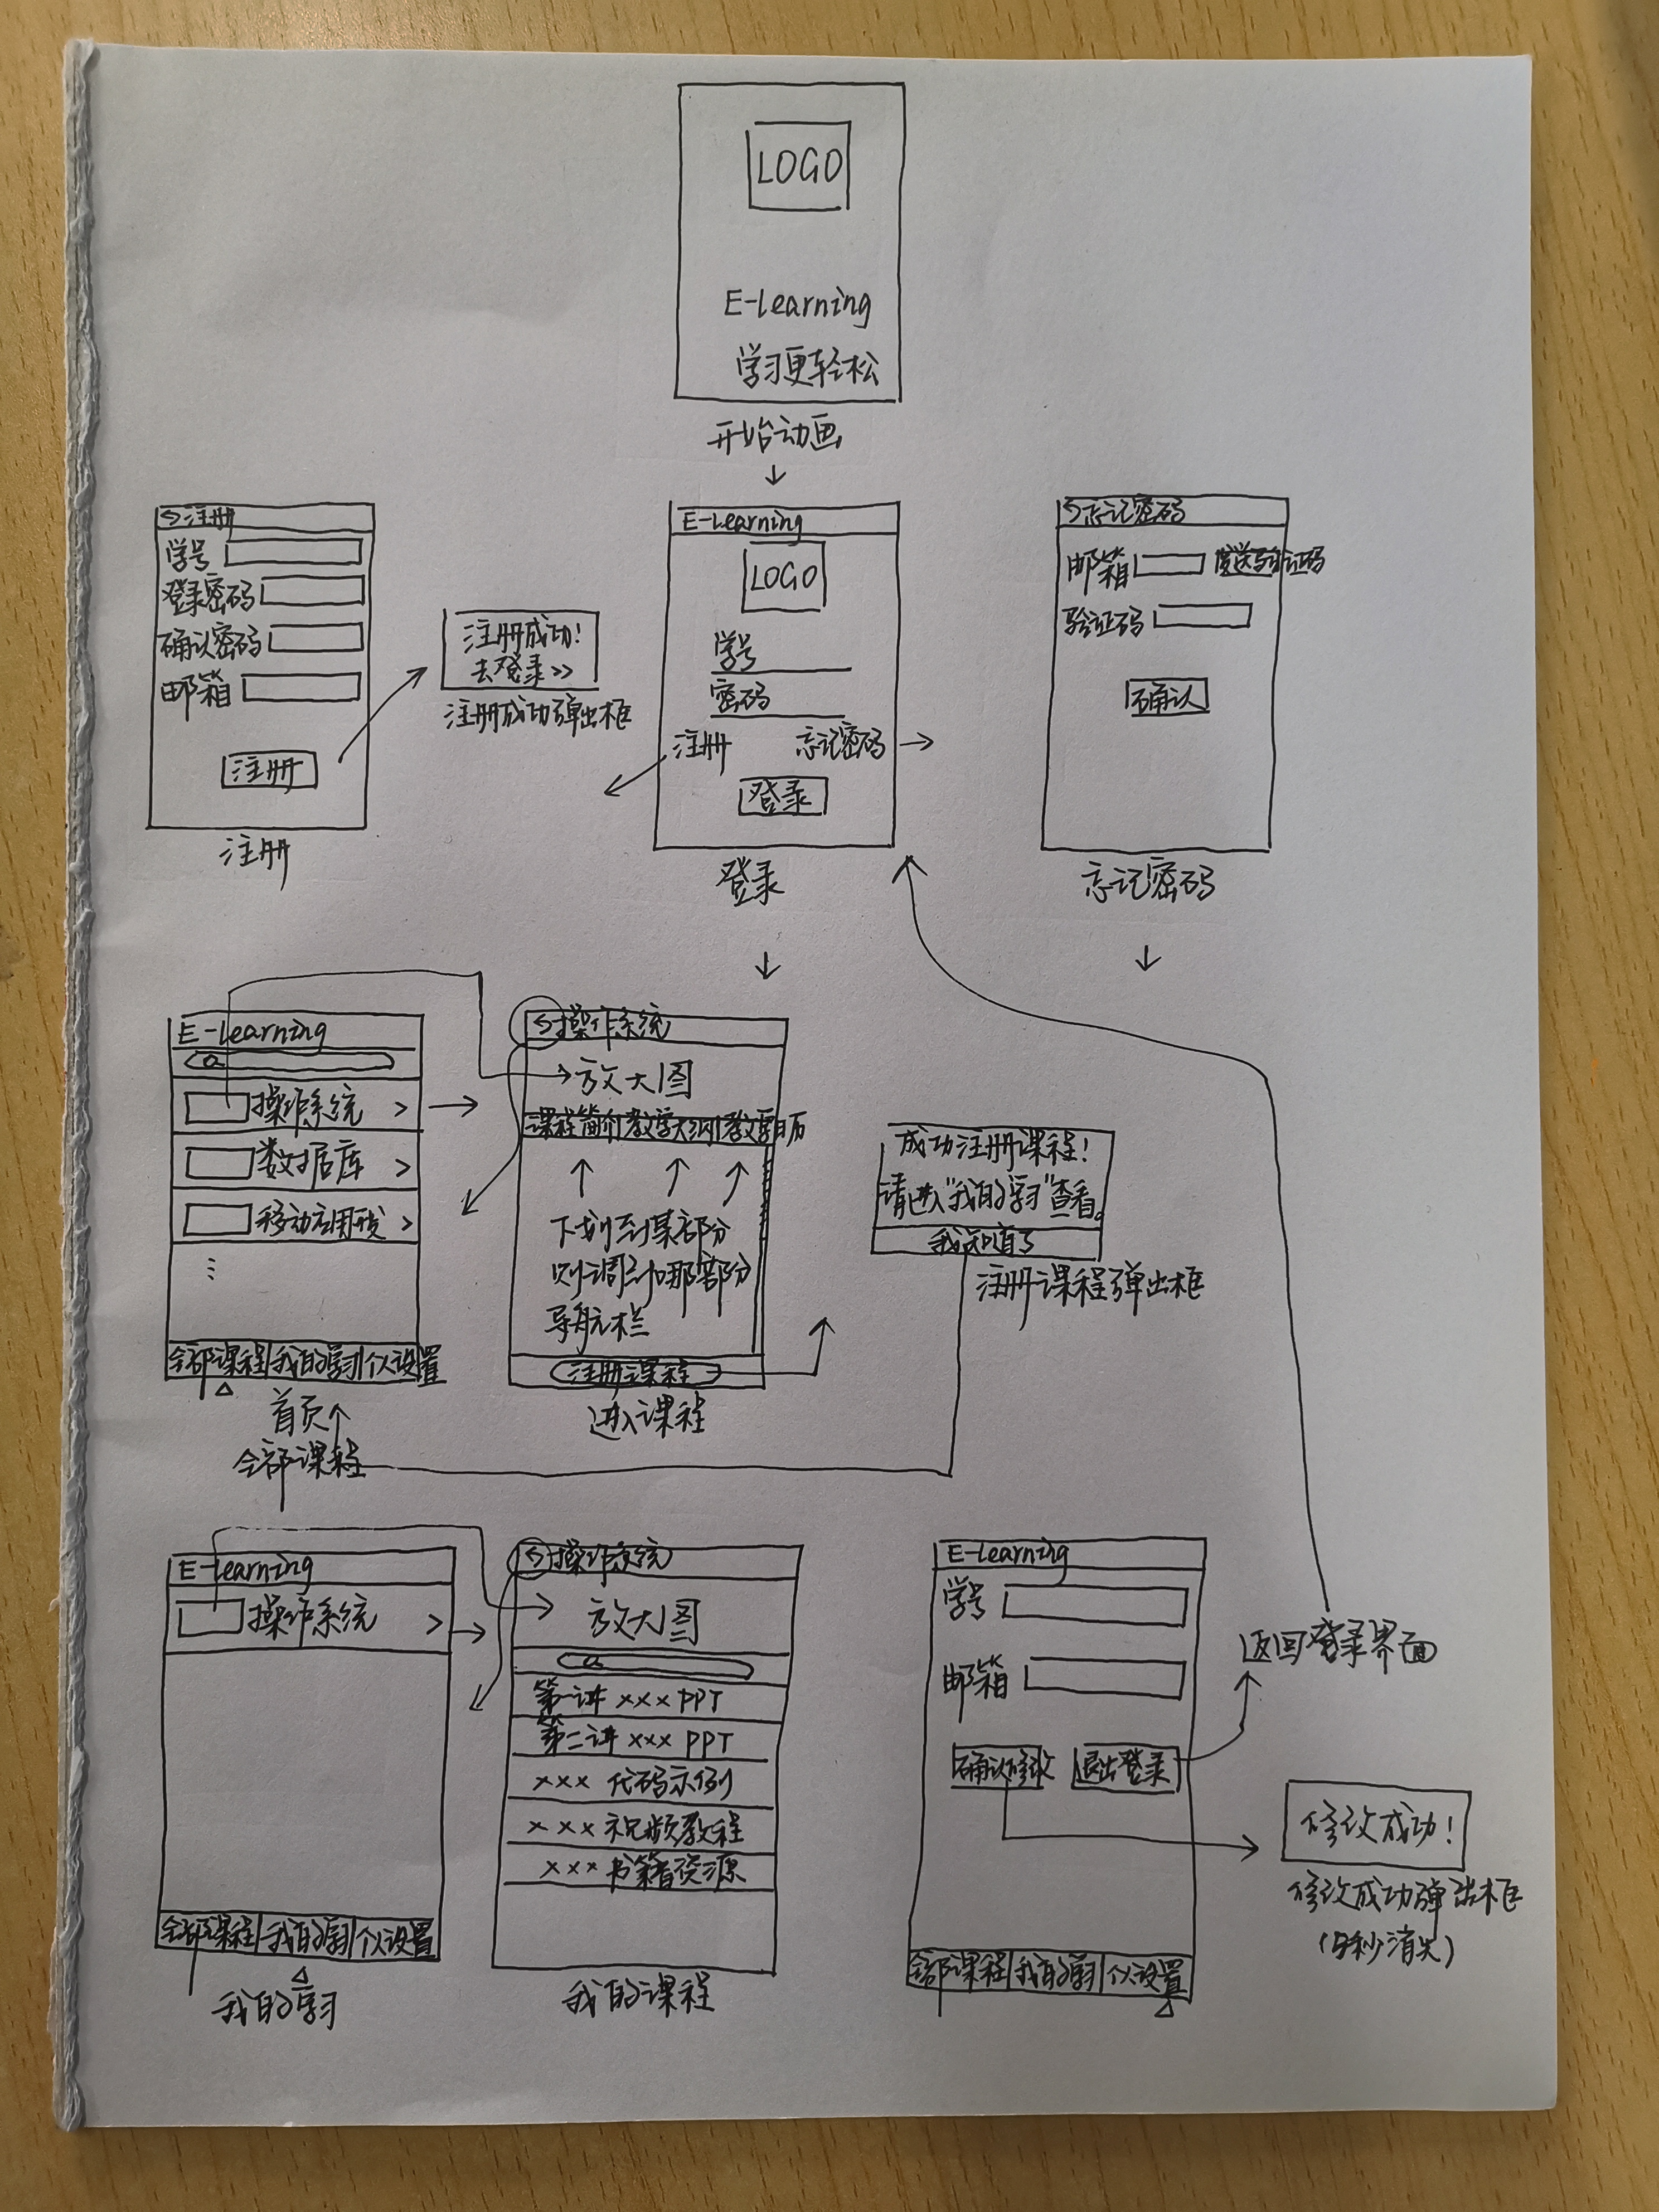 LOGO
E-Learning
学习更轻松
开始动画
↓
注册
学号
登录密码
确认密码
邮箱
注册
注册
注册成功!
去登录>>
注册成功弹出框
E-Learning
LOGO
学号
密码
注册 忘记密码 →
登录
登录
↓
忘记密码
邮箱 发送验证码
验证码
确认
忘记密码
↓
E-Learning
操作系统 >
数据库 >
移动应用开发 >
⋮
全部课程 我的学习 个人设置
首页
全部课程
操作系统
放大图
课程简介 教学大纲 教学日历
下划到某部分
则调到哪部分
导航栏
注册课程
进入课程
成功注册课程!
请进入"我的学习"查看。
我知道了
注册课程弹出框
E-Learning
操作系统 >
全部课程 我的学习 个人设置
我的学习
操作系统
放大图
第一讲 ××× PPT
第二讲 ××× PPT
××× 代码示例
××× 视频教程
××× 书籍资源
我的课程
E-Learning
学号
邮箱
确认修改 退出登录
全部课程 我的学习 个人设置
返回登录界面
修改成功!
修改成功弹出框
秒消失)